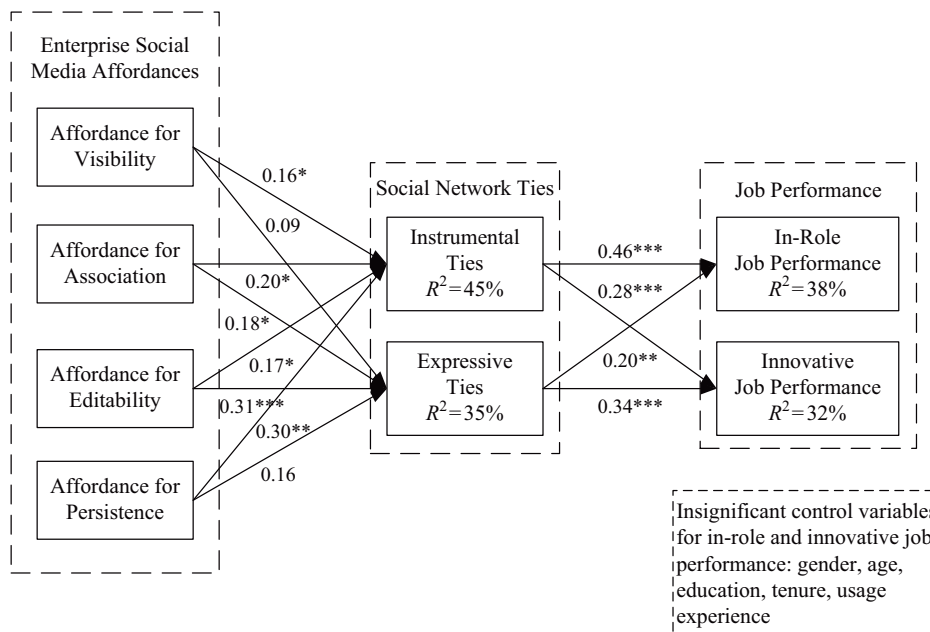 Enterprise Social
Media Affordances
Affordance for
Visibility
Affordance for
Association
Affordance for
Editability
Affordance for
Persistence
0.16*
0.09
0.20*
0.18*
0.17*
0.31***
0.30**
0.16
Social Network Ties
Instrumental
Ties
R²=45%
Expressive
Ties
R²=35%
0.46***
0.28***
0.20**
0.34***
Job Performance
In-Role
Job Performance
R²=38%
Innovative
Job Performance
R²=32%
Insignificant control variables
for in-role and innovative job
performance: gender, age,
education, tenure, usage
experience